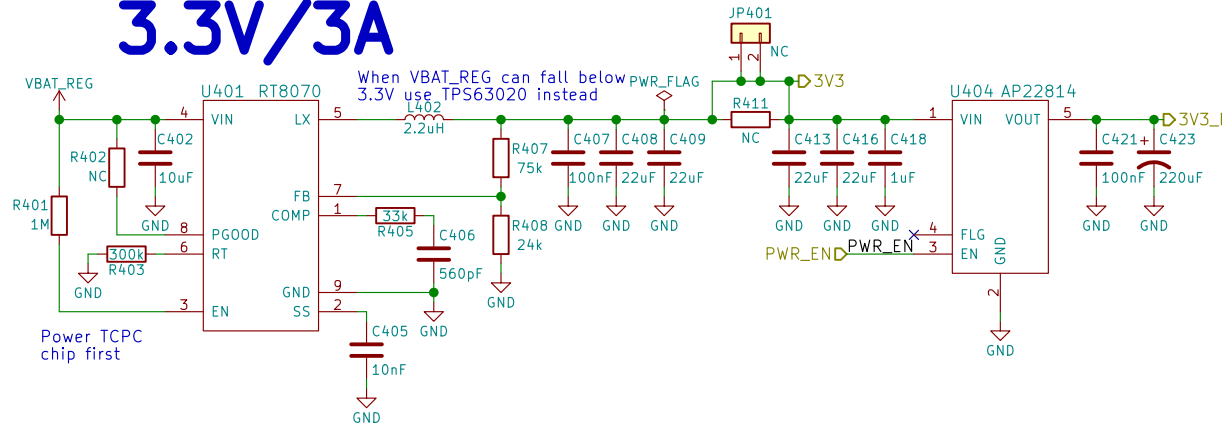 3.3V/3A
VBAT_REG
When VBAT_REG can fall below
3.3V use TPS63020 instead
PWR_FLAG
JP401
1
2
NC
3V3
U401 RT8070
4
VIN
LX
5
L402
2.2uH
R411
NC
U404 AP22814
1
VIN
VOUT
5
R402
NC
C402
10uF
GND
R407
75k
C407
100nF
GND
C408
22uF
GND
C409
22uF
GND
C413
22uF
GND
C416
22uF
GND
C418
1uF
GND
C421
100nF
GND
C423
+
220uF
GND
R401
1M
FB
7
COMP
1
33k
R405
R408
24k
GND
8
PGOOD
6
RT
300k
R403
GND
C406
560pF
GND
9
GND
3
EN
SS
2
C405
10nF
GND
4
FLG
PWR_EN
PWR_EN
3
EN
GND
2
GND
Power TCPC
chip first